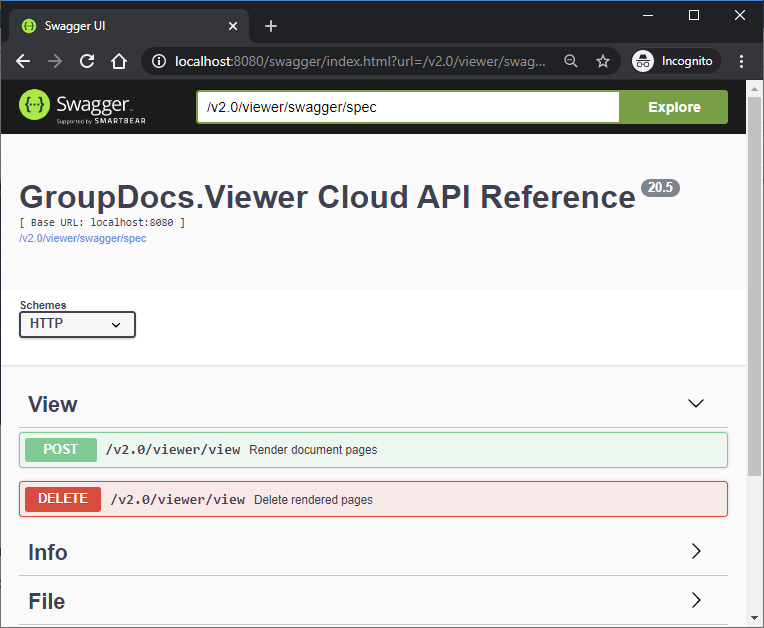 Swagger UI
localhost:8080/swagger/index.html?url=/v2.0/viewer/swag...
Incognito
Swagger
Supported by SMARTBEAR
/v2.0/viewer/swagger/spec
Explore
GroupDocs.Viewer Cloud API Reference 20.5
[ Base URL: localhost:8080 ]
/v2.0/viewer/swagger/spec
Schemes
HTTP
View
POST /v2.0/viewer/view Render document pages
DELETE /v2.0/viewer/view Delete rendered pages
Info
File